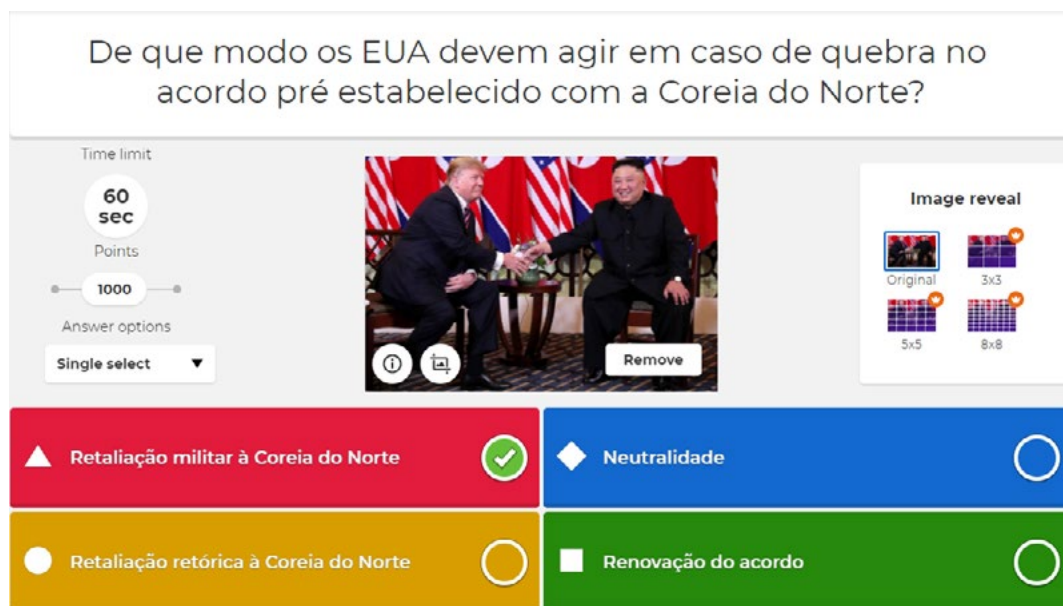 De que modo os EUA devem agir em caso de quebra no
acordo pré estabelecido com a Coreia do Norte?
Time limit
60
sec
Points
1000
Answer options
Single select
Remove
Image reveal
Original
3x3
5x5
8x8
Retaliação militar à Coreia do Norte
Neutralidade
Retaliação retórica à Coreia do Norte
Renovação do acordo